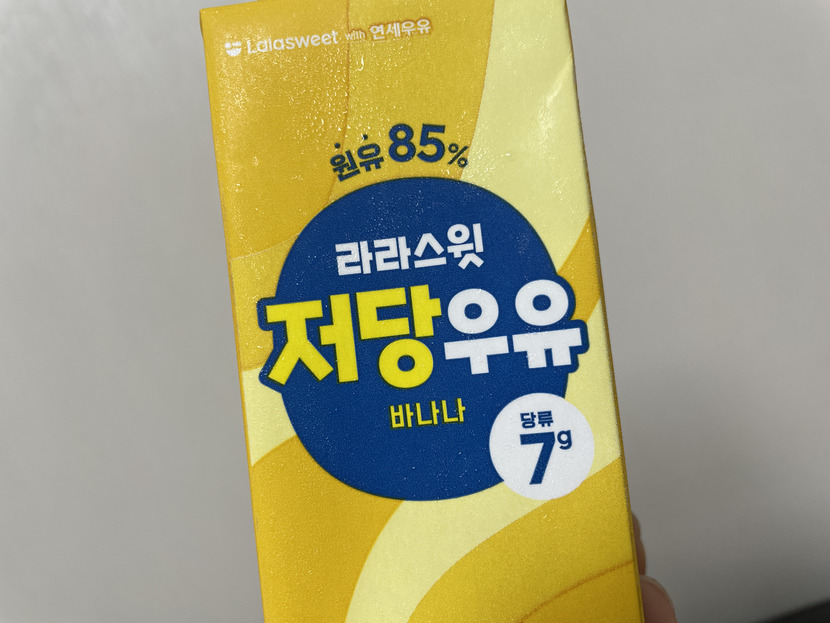 Lalasweet with 연세우유
원유 85%
라라스윗
저당우유
바나나
당류
7g